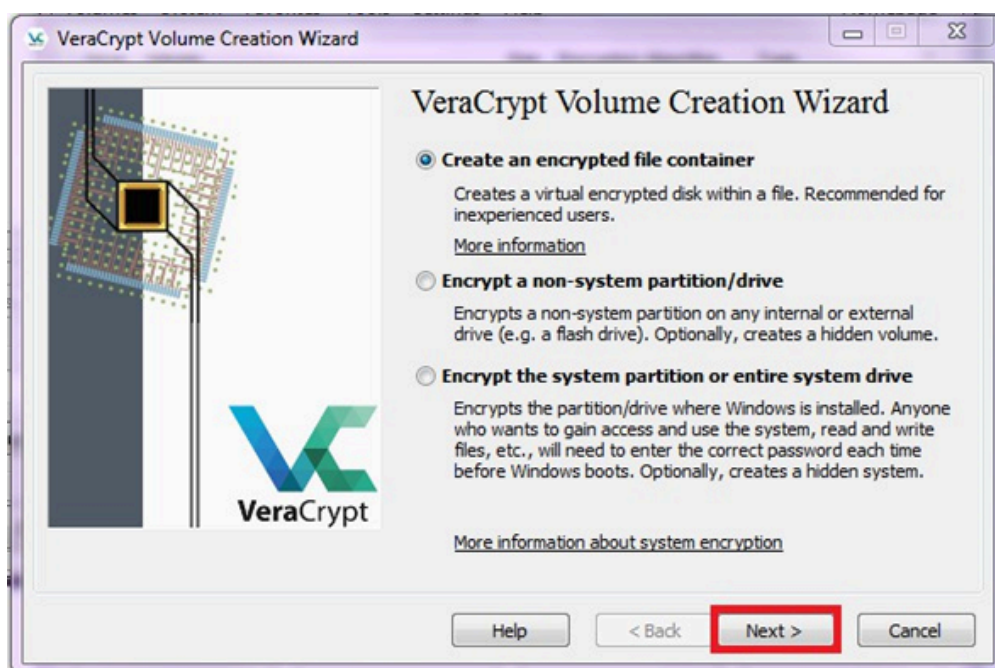 VeraCrypt Volume Creation Wizard
VeraCrypt Volume Creation Wizard
Create an encrypted file container
Creates a virtual encrypted disk within a file. Recommended for
inexperienced users.
More information
Encrypt a non-system partition/drive
Encrypts a non-system partition on any internal or external
drive (e.g. a flash drive). Optionally, creates a hidden volume.
Encrypt the system partition or entire system drive
Encrypts the partition/drive where Windows is installed. Anyone
who wants to gain access and use the system, read and write
files, etc., will need to enter the correct password each time
before Windows boots. Optionally, creates a hidden system.
VeraCrypt
More information about system encryption
Help < Back Next > Cancel